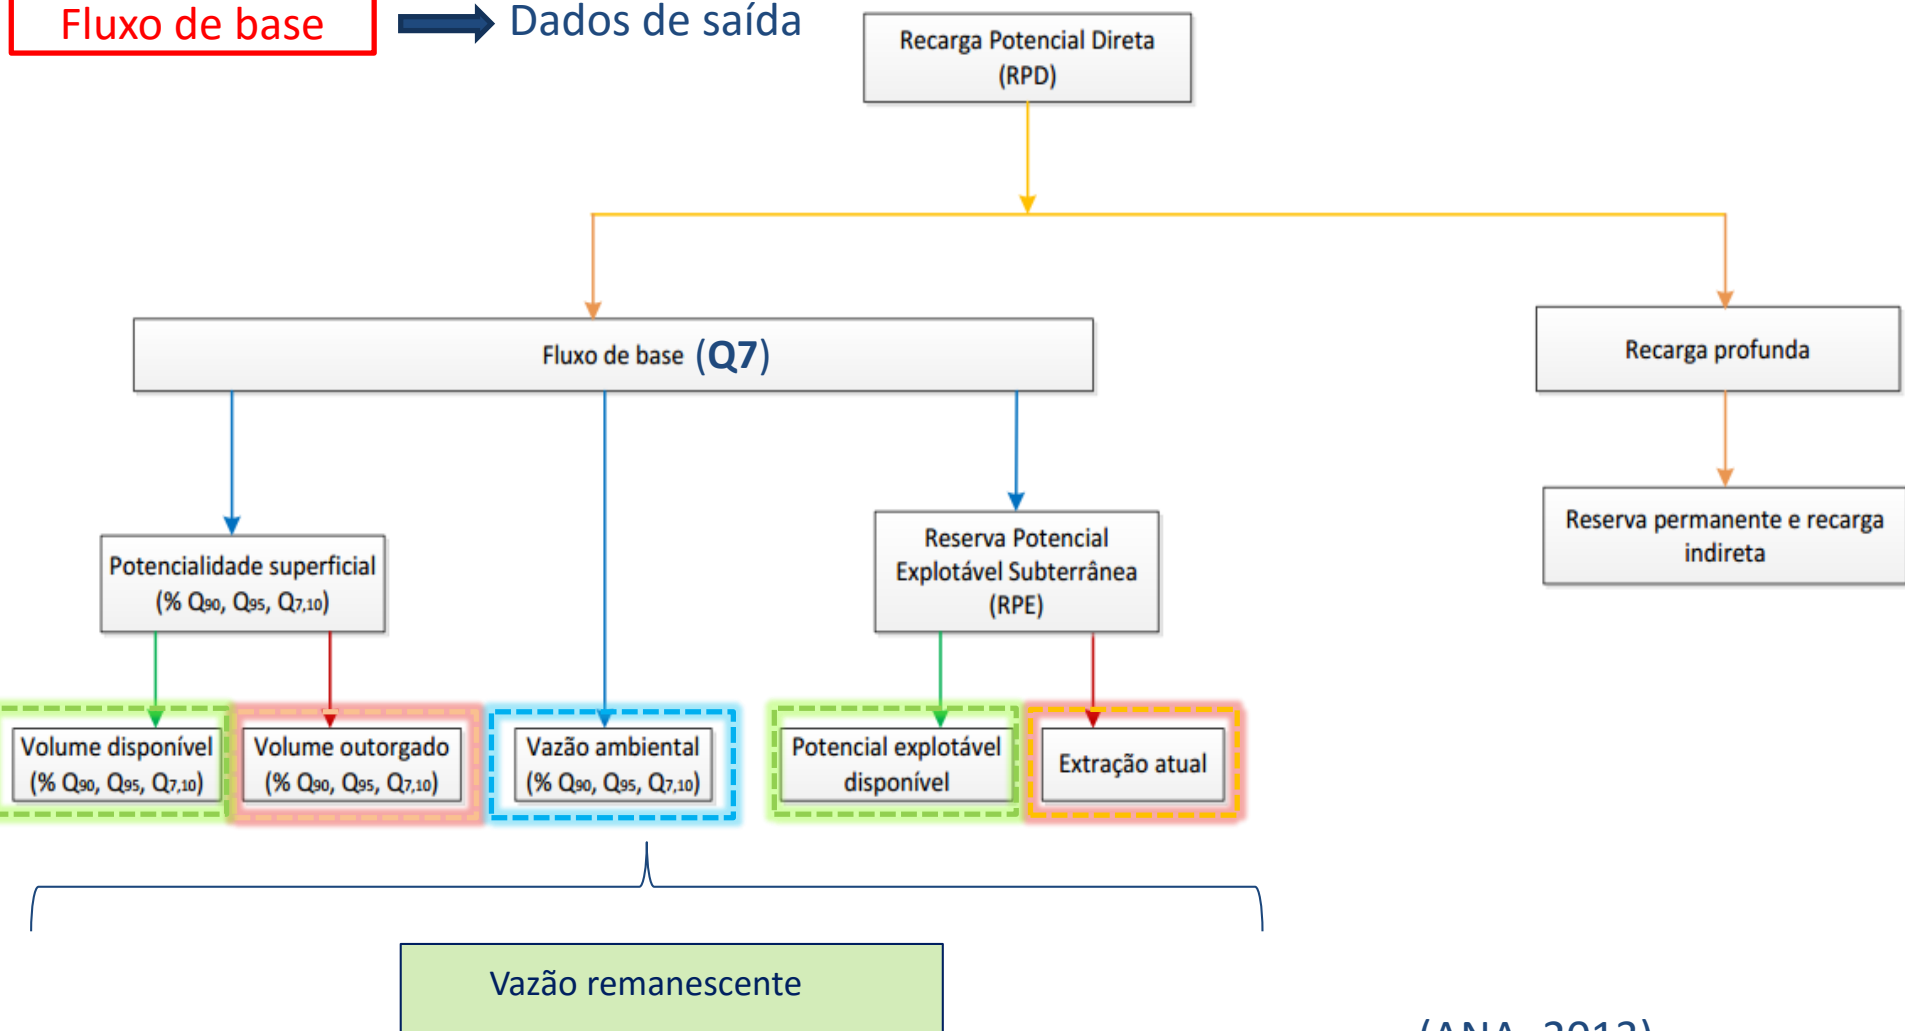 Fluxo de base
Dados de saída
Recarga Potencial Direta
(RPD)
Fluxo de base (Q7)
Recarga profunda
Potencialidade superficial
(% Q90, Q95, Q7,10)
Reserva Potencial
Explotável Subterrânea
(RPE)
Reserva permanente e recarga
indireta
Volume disponível
(% Q90, Q95, Q7,10)
Volume outorgado
(% Q90, Q95, Q7,10)
Vazão ambiental
(% Q90, Q95, Q7,10)
Potencial explotável
disponível
Extração atual
Vazão remanescente
(ANA, 2012)